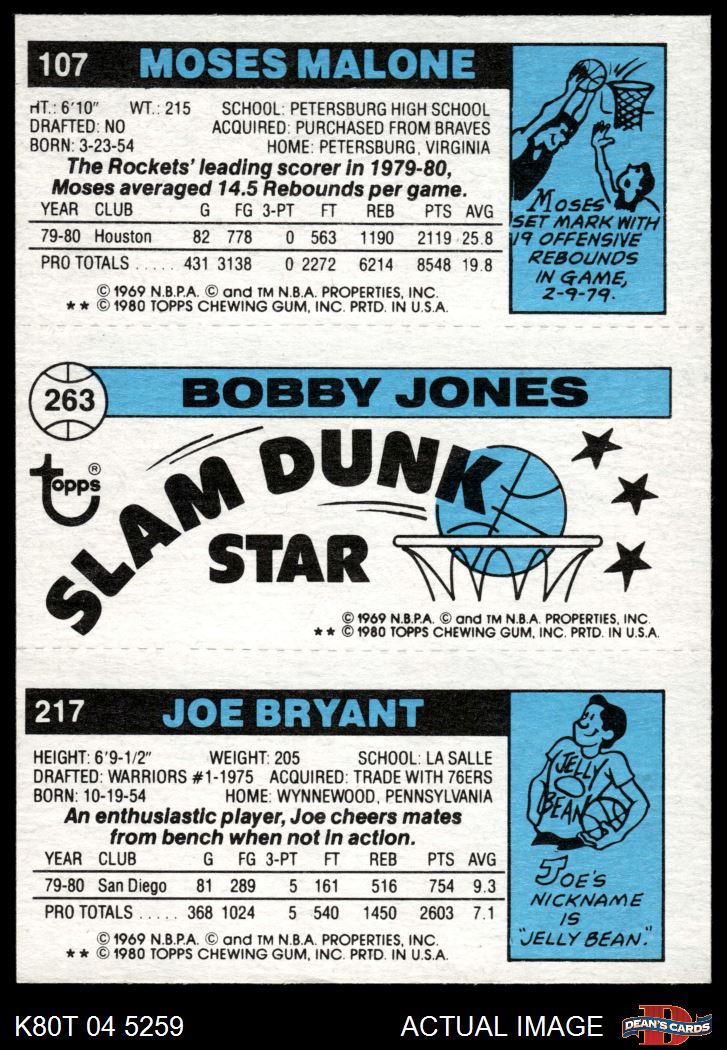 107 MOSES MALONE
HT.: 6'10" WT.: 215 SCHOOL: PETERSBURG HIGH SCHOOL
DRAFTED: NO ACQUIRED: PURCHASED FROM BRAVES
BORN: 3-23-54 HOME: PETERSBURG, VIRGINIA
The Rockets' leading scorer in 1979-80,
Moses averaged 14.5 Rebounds per game.
YEAR CLUB G FG 3-PT FT REB PTS AVG
79-80 Houston 82 778 0 563 1190 2119 25.8
PRO TOTALS ..... 431 3138 0 2272 6214 8548 19.8
© 1969 N.B.P.A. © and TM N.B.A. PROPERTIES, INC.
** © 1980 TOPPS CHEWING GUM, INC. PRTD. IN U.S.A.
MOSES
SET MARK WITH
19 OFFENSIVE
REBOUNDS
IN GAME,
2-9-79.
263 BOBBY JONES
topps®
SLAM DUNK
STAR
© 1969 N.B.P.A. © and TM N.B.A. PROPERTIES, INC.
** © 1980 TOPPS CHEWING GUM, INC. PRTD. IN U.S.A.
217 JOE BRYANT
HEIGHT: 6'9-1/2" WEIGHT: 205 SCHOOL: LA SALLE
DRAFTED: WARRIORS #1-1975 ACQUIRED: TRADE WITH 76ERS
BORN: 10-19-54 HOME: WYNNEWOOD, PENNSYLVANIA
An enthusiastic player, Joe cheers mates
from bench when not in action.
YEAR CLUB G FG 3-PT FT REB PTS AVG
79-80 San Diego 81 289 5 161 516 754 9.3
PRO TOTALS ..... 368 1024 5 540 1450 2603 7.1
© 1969 N.B.P.A. © and TM N.B.A. PROPERTIES, INC.
** © 1980 TOPPS CHEWING GUM, INC. PRTD. IN U.S.A.
JELLY
BEAN
JOE'S
NICKNAME
IS
"JELLY BEAN."
K80T 04 5259 ACTUAL IMAGE
D
DEAN'S CARDS